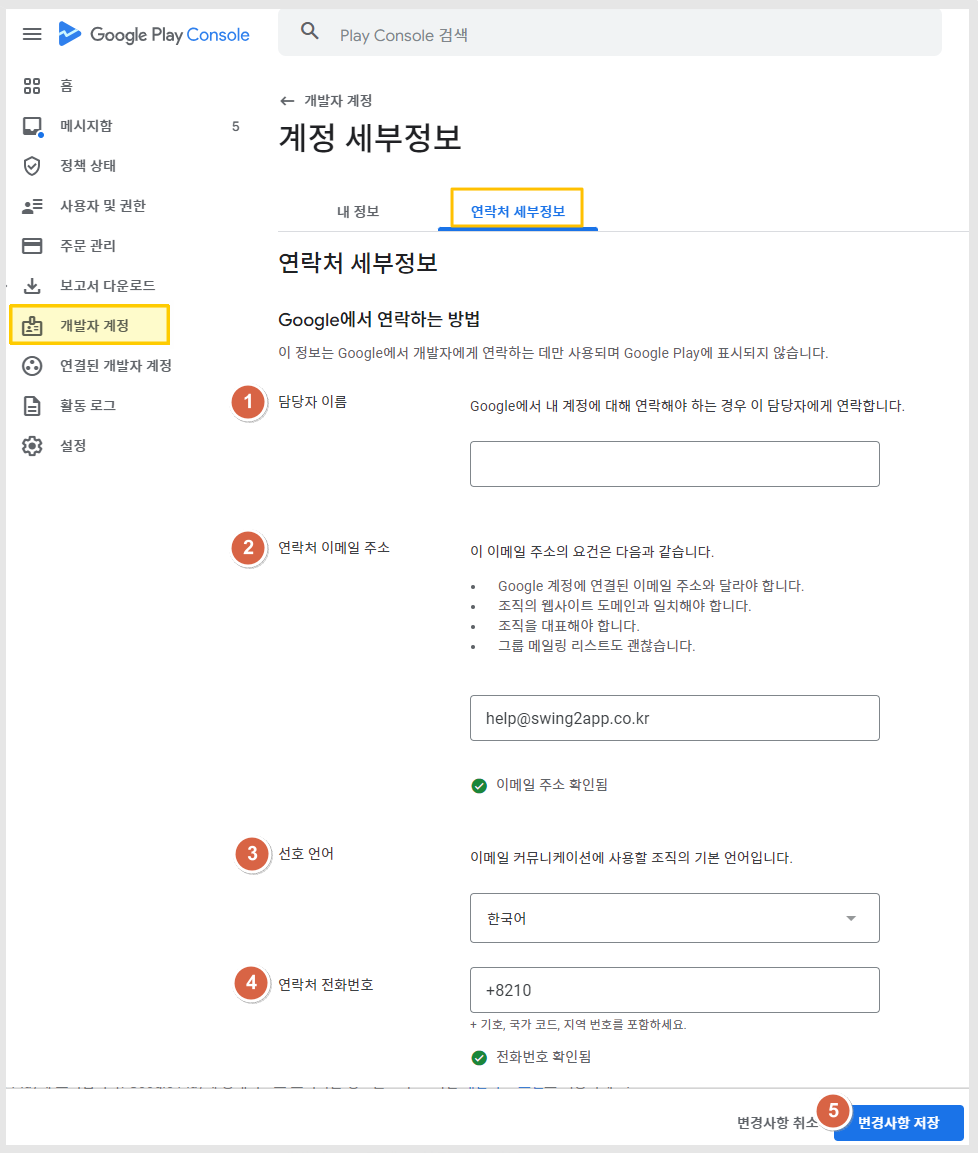 Google Play Console
Play Console 검색
홈
메시지함 5
정책 상태
사용자 및 권한
주문 관리
보고서 다운로드
개발자 계정
연결된 개발자 계정
활동 로그
설정
← 개발자 계정
계정 세부정보
내 정보
연락처 세부정보
연락처 세부정보
Google에서 연락하는 방법
이 정보는 Google에서 개발자에게 연락하는 데만 사용되며 Google Play에 표시되지 않습니다.
1 담당자 이름
Google에서 내 계정에 대해 연락해야 하는 경우 이 담당자에게 연락합니다.
2 연락처 이메일 주소
이 이메일 주소의 요건은 다음과 같습니다.
• Google 계정에 연결된 이메일 주소와 달라야 합니다.
• 조직의 웹사이트 도메인과 일치해야 합니다.
• 조직을 대표해야 합니다.
• 그룹 메일링 리스트도 괜찮습니다.
help@swing2app.co.kr
이메일 주소 확인됨
3 선호 언어
이메일 커뮤니케이션에 사용할 조직의 기본 언어입니다.
한국어
4 연락처 전화번호
+8210
+ 기호, 국가 코드, 지역 번호를 포함하세요.
전화번호 확인됨
변경사항 취소
5 변경사항 저장